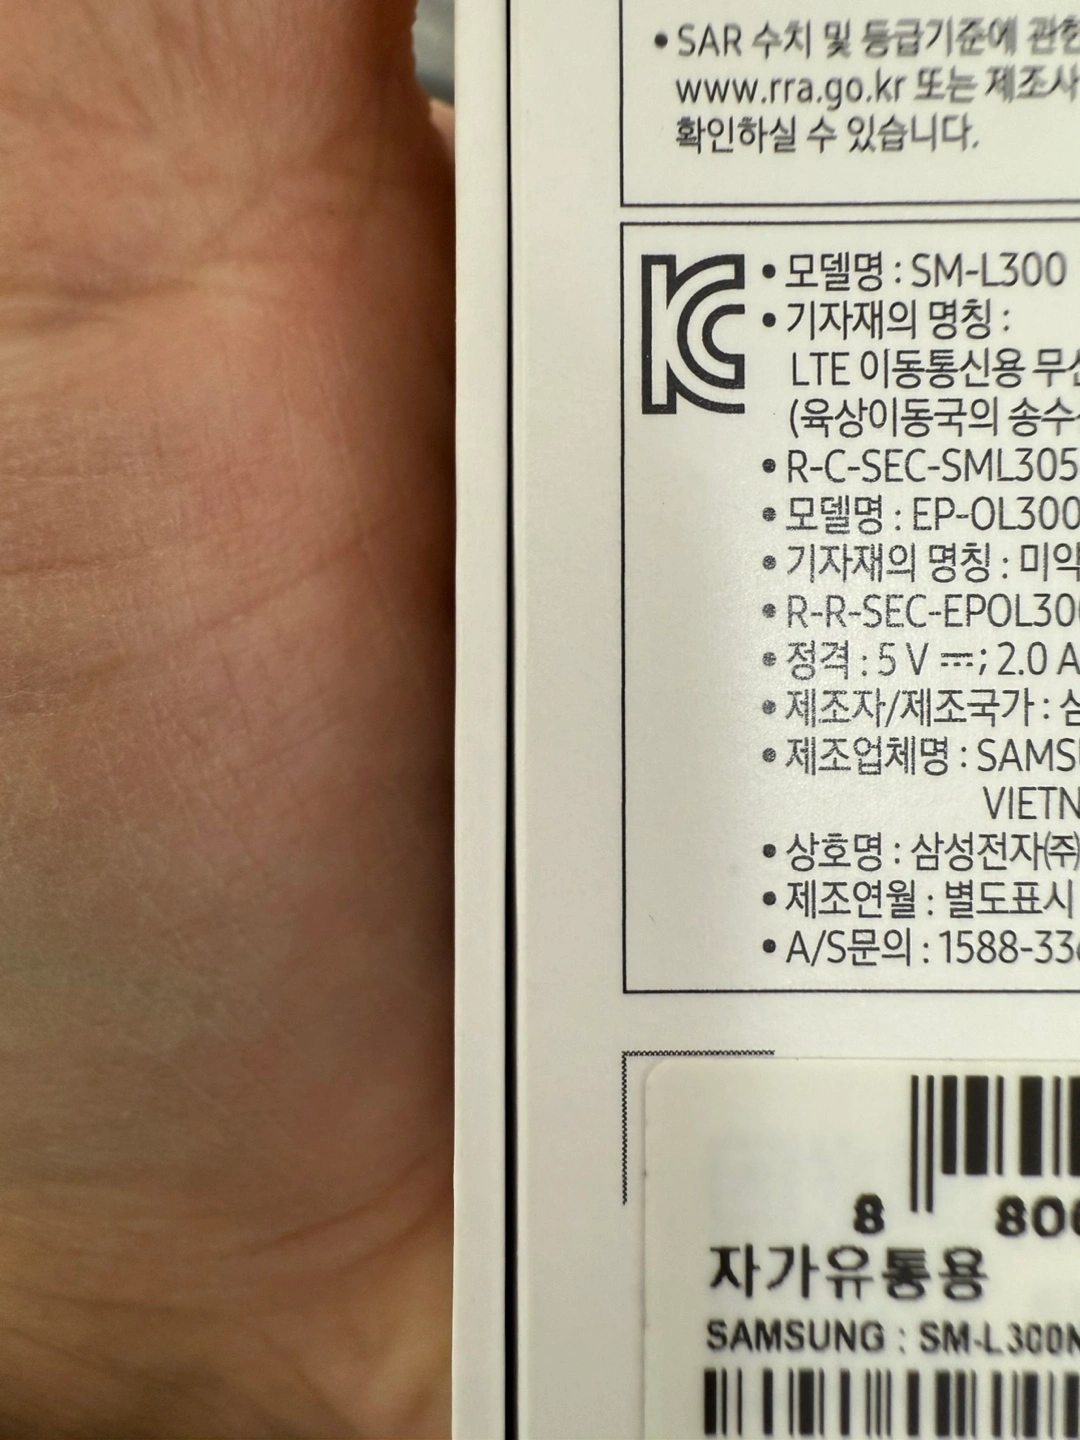 • SAR 수치 및 등급기준에 관한
www.rra.go.kr 또는 제조사
확인하실 수 있습니다.
• 모델명 : SM-L300
• 기자재의 명칭 :
LTE 이동통신용 무선
(육상이동국의 송수
• R-C-SEC-SML305
• 모델명 : EP-OL300
• 기자재의 명칭 : 미약
• R-R-SEC-EPOL300
• 정격 : 5 V ⎓; 2.0 A
• 제조자/제조국가 : 삼
• 제조업체명 : SAMSU
VIETN
• 상호명 : 삼성전자㈜
• 제조연월 : 별도표시
• A/S문의 : 1588-336
8 806
자가유통용
SAMSUNG : SM-L300N